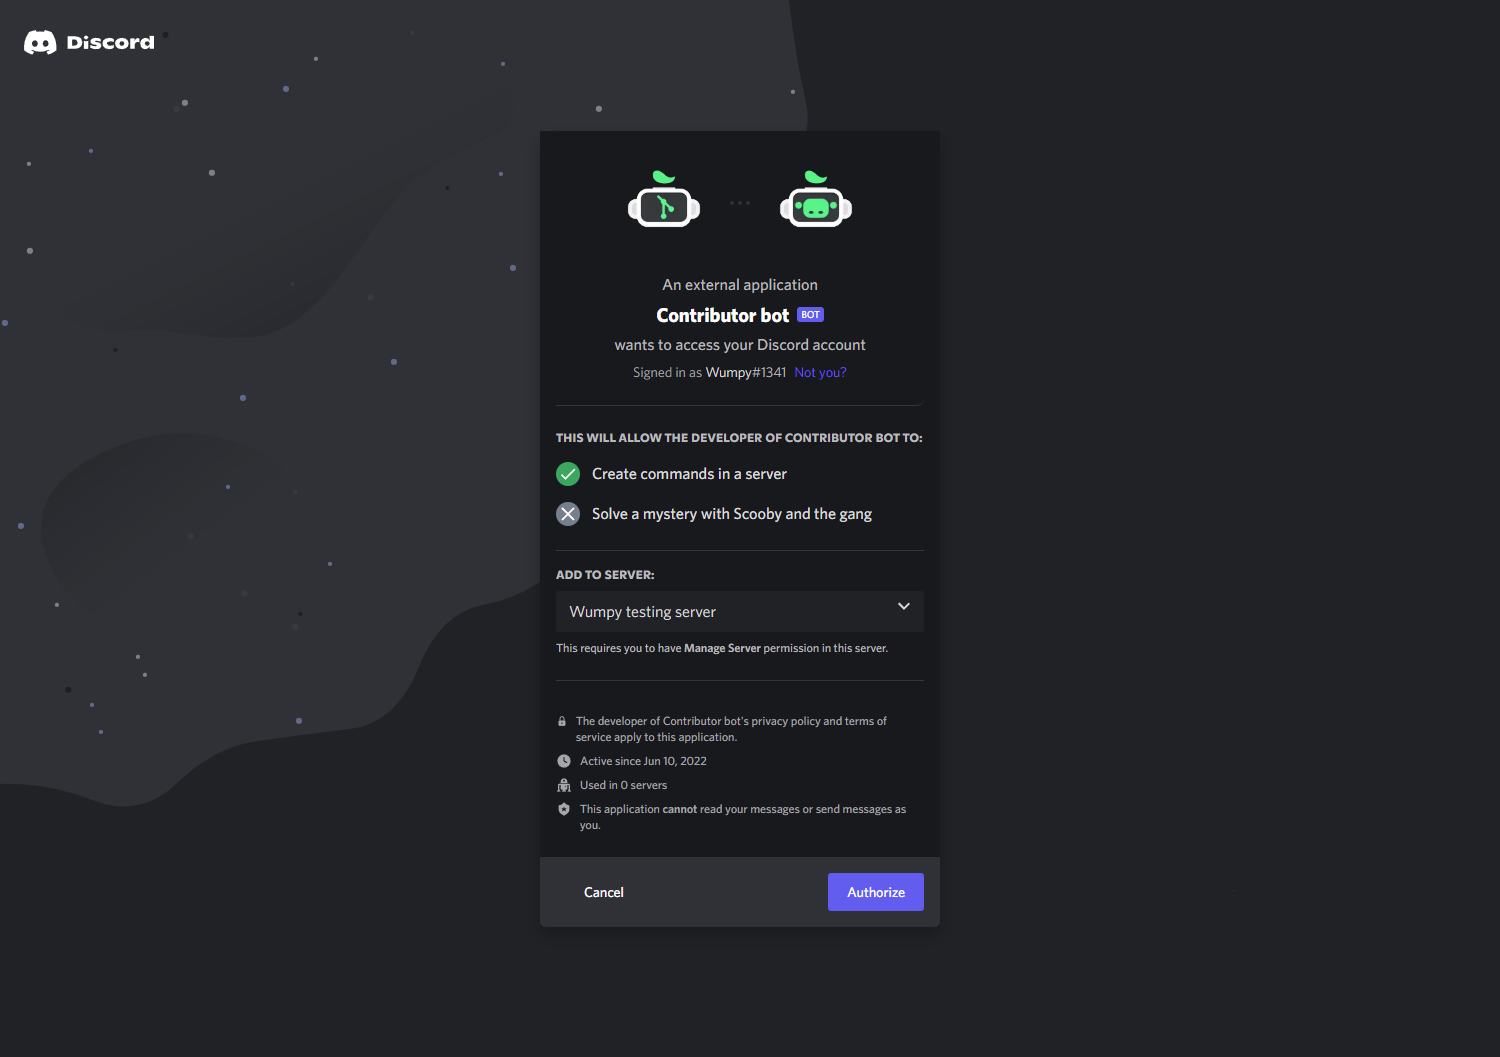 Discord
An external application
Contributor bot BOT
wants to access your Discord account
Signed in as Wumpy#1341 Not you?
THIS WILL ALLOW THE DEVELOPER OF CONTRIBUTOR BOT TO:
Create commands in a server
Solve a mystery with Scooby and the gang
ADD TO SERVER:
Wumpy testing server
This requires you to have Manage Server permission in this server.
The developer of Contributor bot's privacy policy and terms of
service apply to this application.
Active since Jun 10, 2022
Used in 0 servers
This application cannot read your messages or send messages as
you.
Cancel Authorize